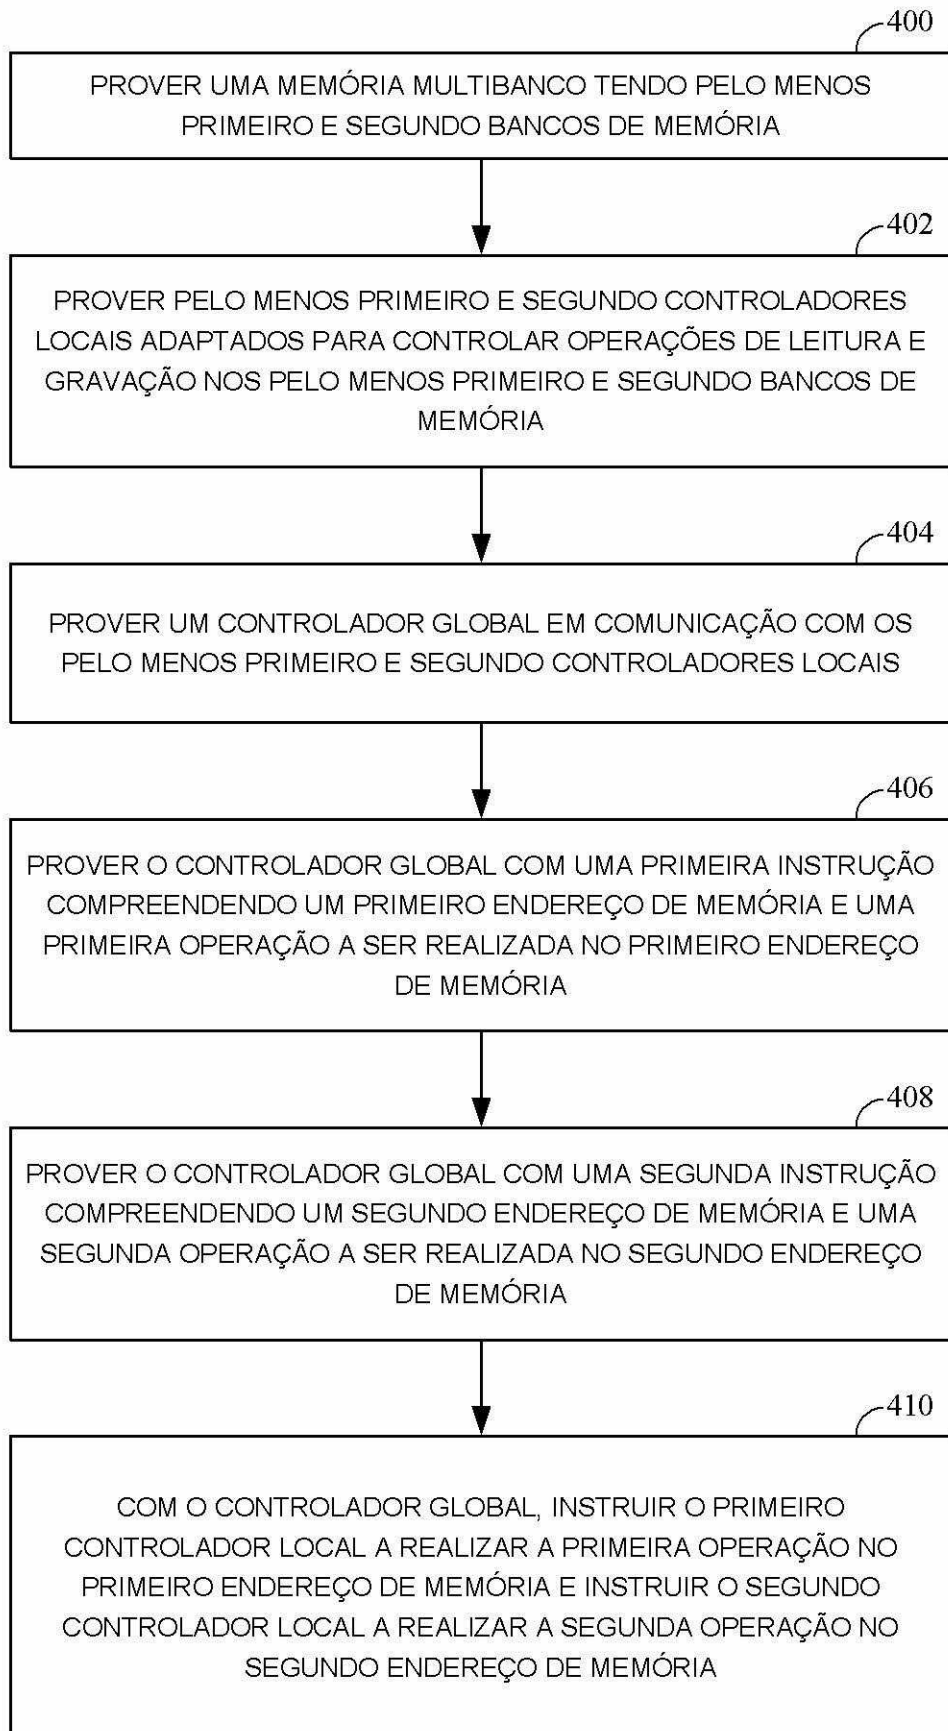 400
PROVER UMA MEMÓRIA MULTIBANCO TENDO PELO MENOS
PRIMEIRO E SEGUNDO BANCOS DE MEMÓRIA
402
PROVER PELO MENOS PRIMEIRO E SEGUNDO CONTROLADORES
LOCAIS ADAPTADOS PARA CONTROLAR OPERAÇÕES DE LEITURA E
GRAVAÇÃO NOS PELO MENOS PRIMEIRO E SEGUNDO BANCOS DE
MEMÓRIA
404
PROVER UM CONTROLADOR GLOBAL EM COMUNICAÇÃO COM OS
PELO MENOS PRIMEIRO E SEGUNDO CONTROLADORES LOCAIS
406
PROVER O CONTROLADOR GLOBAL COM UMA PRIMEIRA INSTRUÇÃO
COMPREENDENDO UM PRIMEIRO ENDEREÇO DE MEMÓRIA E UMA
PRIMEIRA OPERAÇÃO A SER REALIZADA NO PRIMEIRO ENDEREÇO
DE MEMÓRIA
408
PROVER O CONTROLADOR GLOBAL COM UMA SEGUNDA INSTRUÇÃO
COMPREENDENDO UM SEGUNDO ENDEREÇO DE MEMÓRIA E UMA
SEGUNDA OPERAÇÃO A SER REALIZADA NO SEGUNDO ENDEREÇO
DE MEMÓRIA
410
COM O CONTROLADOR GLOBAL, INSTRUIR O PRIMEIRO
CONTROLADOR LOCAL A REALIZAR A PRIMEIRA OPERAÇÃO NO
PRIMEIRO ENDEREÇO DE MEMÓRIA E INSTRUIR O SEGUNDO
CONTROLADOR LOCAL A REALIZAR A SEGUNDA OPERAÇÃO NO
SEGUNDO ENDEREÇO DE MEMÓRIA